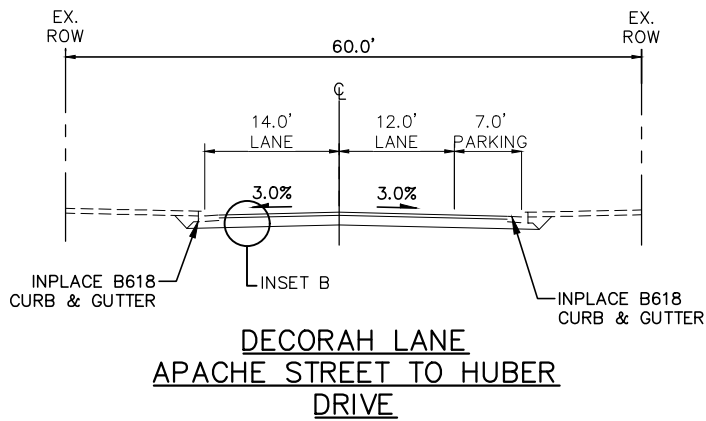 EX.
ROW
EX.
ROW
60.0'
℄
14.0'
LANE
12.0'
LANE
7.0'
PARKING
3.0%
3.0%
INPLACE B618
CURB & GUTTER
INSET B
INPLACE B618
CURB & GUTTER
DECORAH LANE
APACHE STREET TO HUBER
DRIVE